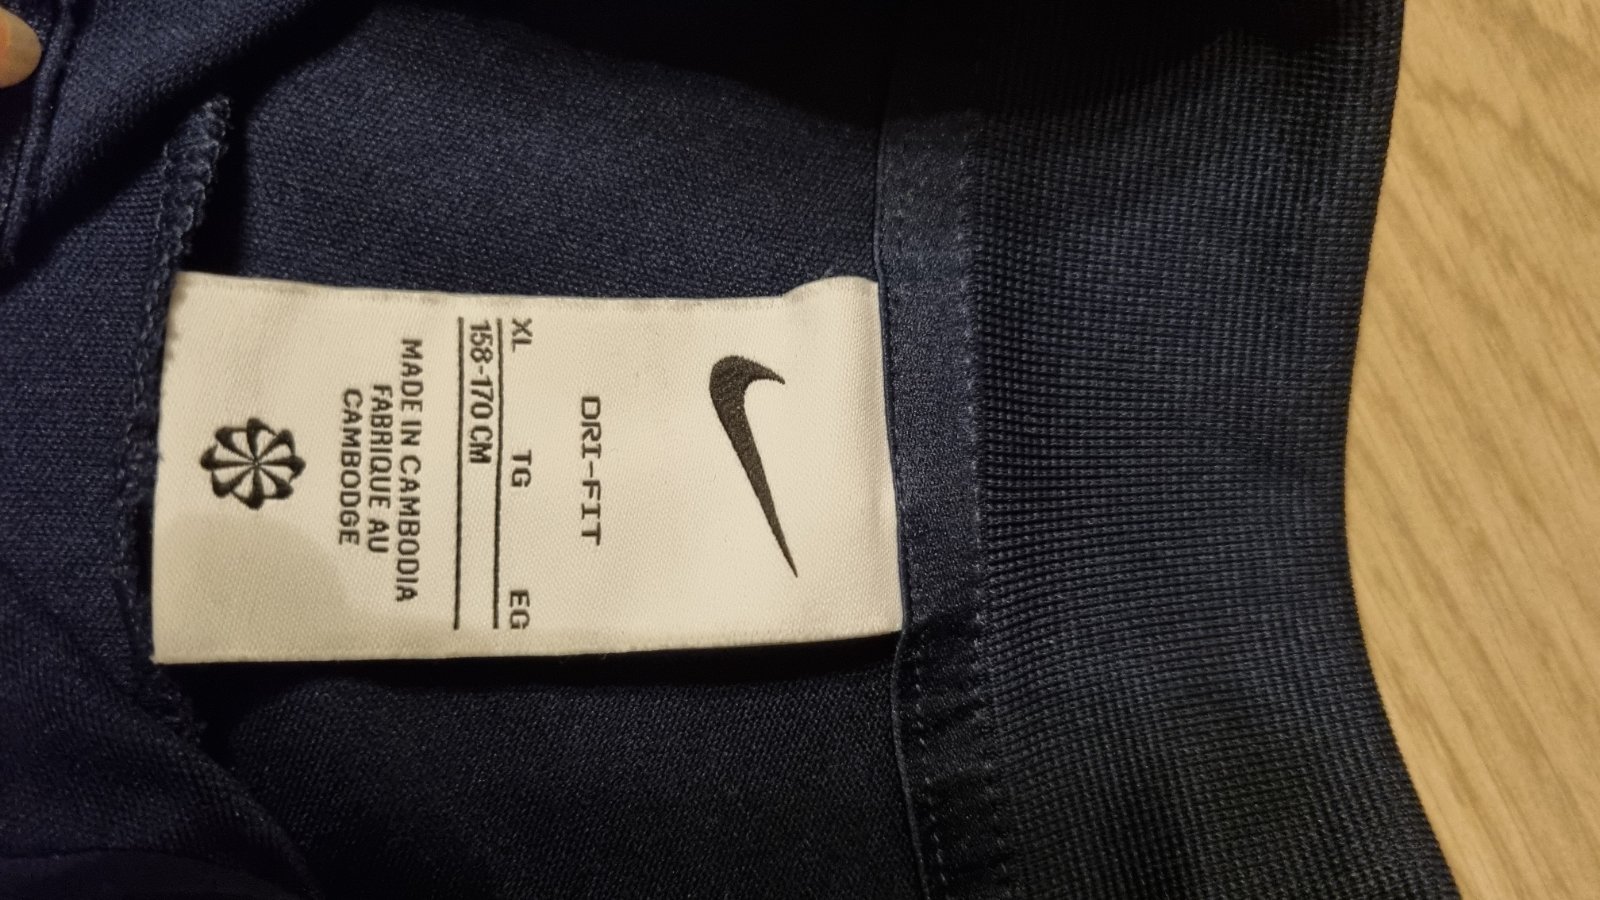 DRI-FIT
XL TG EG
158-170 CM
MADE IN CAMBODIA
FABRIQUE AU
CAMBODGE